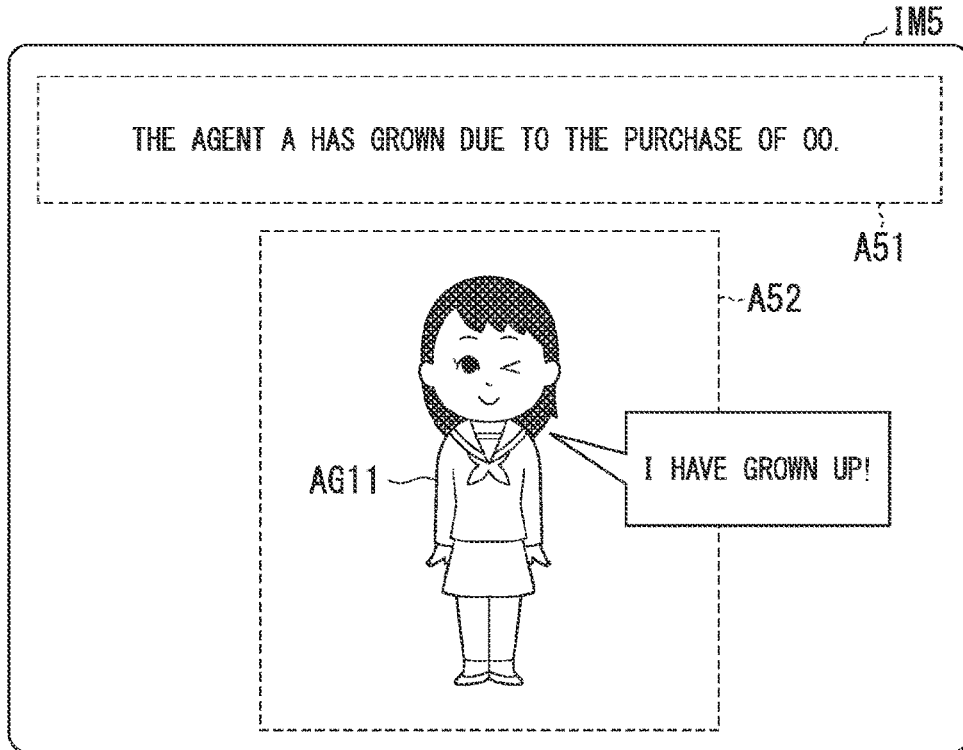 IM5
THE AGENT A HAS GROWN DUE TO THE PURCHASE OF OO.
A51
A52
AG11
I HAVE GROWN UP!